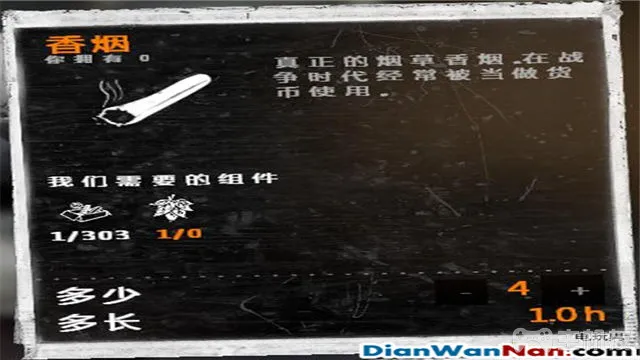 香烟
你拥有 0
真正的烟草香烟.在战
争时代经常被当做货
币使用.
我们需要的组件
1/303 1/0
多少 - 4 +
多长 1.0h
DianWanNan.com